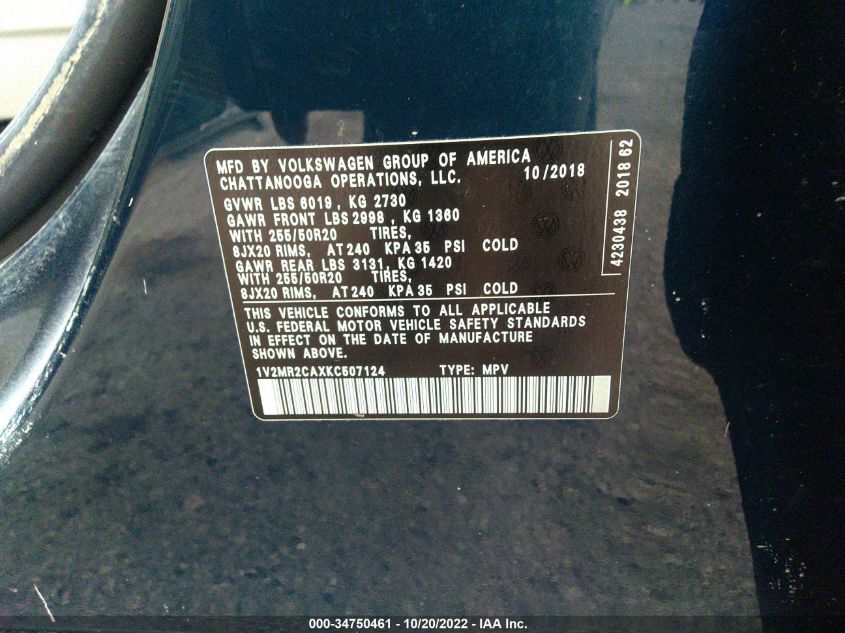 MFD BY VOLKSWAGEN GROUP OF AMERICA
CHATTANOOGA OPERATIONS, LLC. 10/2018
GVWR LBS 6019, KG 2730
GAWR FRONT LBS 2998, KG 1360
WITH 255/50R20 TIRES,
8JX20 RIMS, AT 240 KPA 35 PSI COLD
GAWR REAR LBS 3131, KG 1420
WITH 255/50R20 TIRES,
8JX20 RIMS, AT 240 KPA 35 PSI COLD
THIS VEHICLE CONFORMS TO ALL APPLICABLE
U.S. FEDERAL MOTOR VEHICLE SAFETY STANDARDS
IN EFFECT ON THE DATE OF MANUFACTURE
SHOWN ABOVE.
1V2MR2CAXKC507124 TYPE: MPV
4230438 2018 62
000-34750461 - 10/20/2022 - IAA Inc.